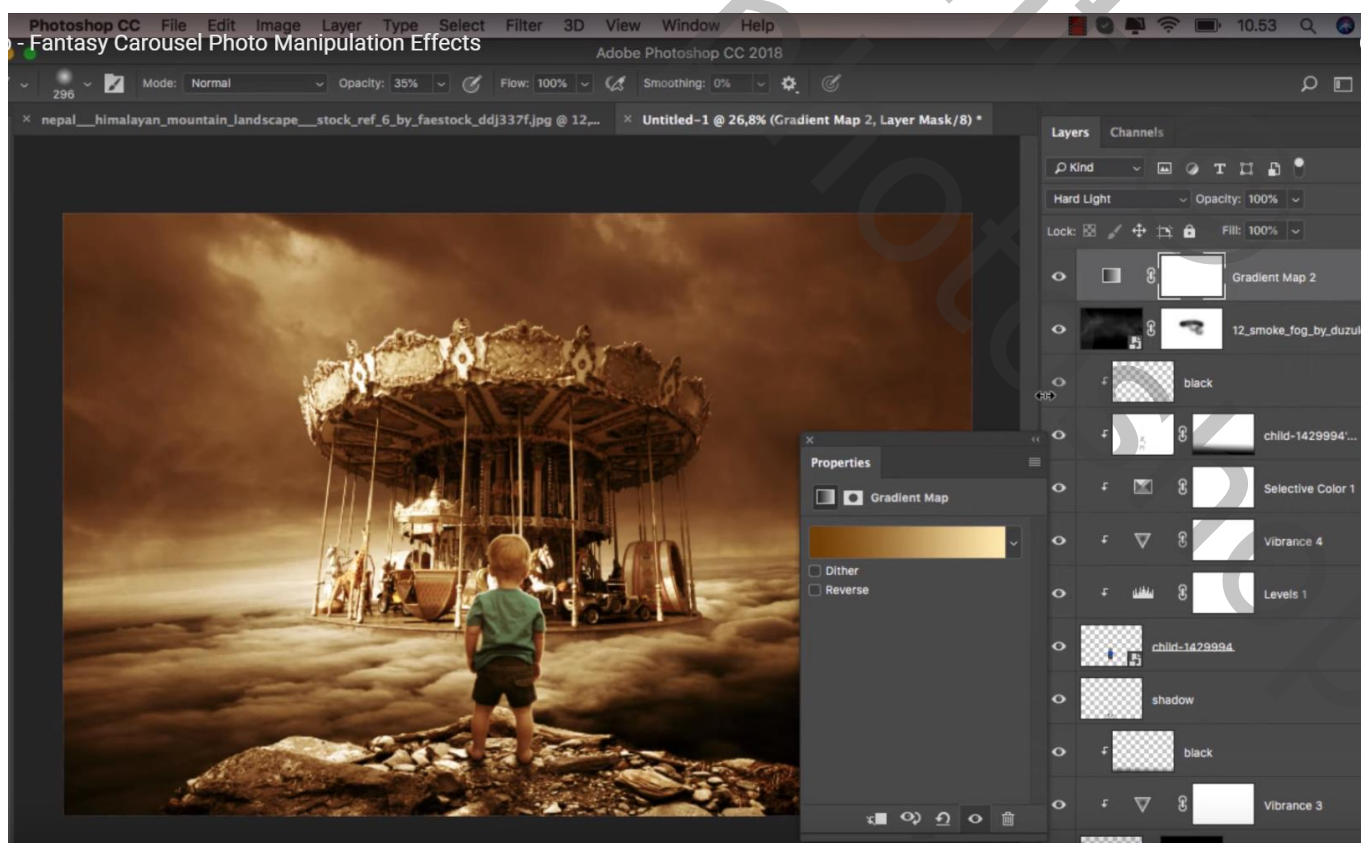 Photoshop CC File Edit Image Layer Type Select Filter 3D View Window Help 10.53
- Fantasy Carousel Photo Manipulation Effects
Adobe Photoshop CC 2018
296 Mode: Normal Opacity: 35% Flow: 100% Smoothing: 0%
× nepal__himalayan_mountain_landscape__stock_ref_6_by_faestock_ddj337f.jpg @ 12,... × Untitled-1 @ 26,8% (Gradient Map 2, Layer Mask/8) *
Layers Channels
Kind
Hard Light Opacity: 100%
Lock: Fill: 100%
Gradient Map 2
12_smoke_fog_by_duzul
black
child-1429994'...
Selective Color 1
Vibrance 4
Levels 1
child-1429994
shadow
black
Vibrance 3
Properties
Gradient Map
Dither
Reverse